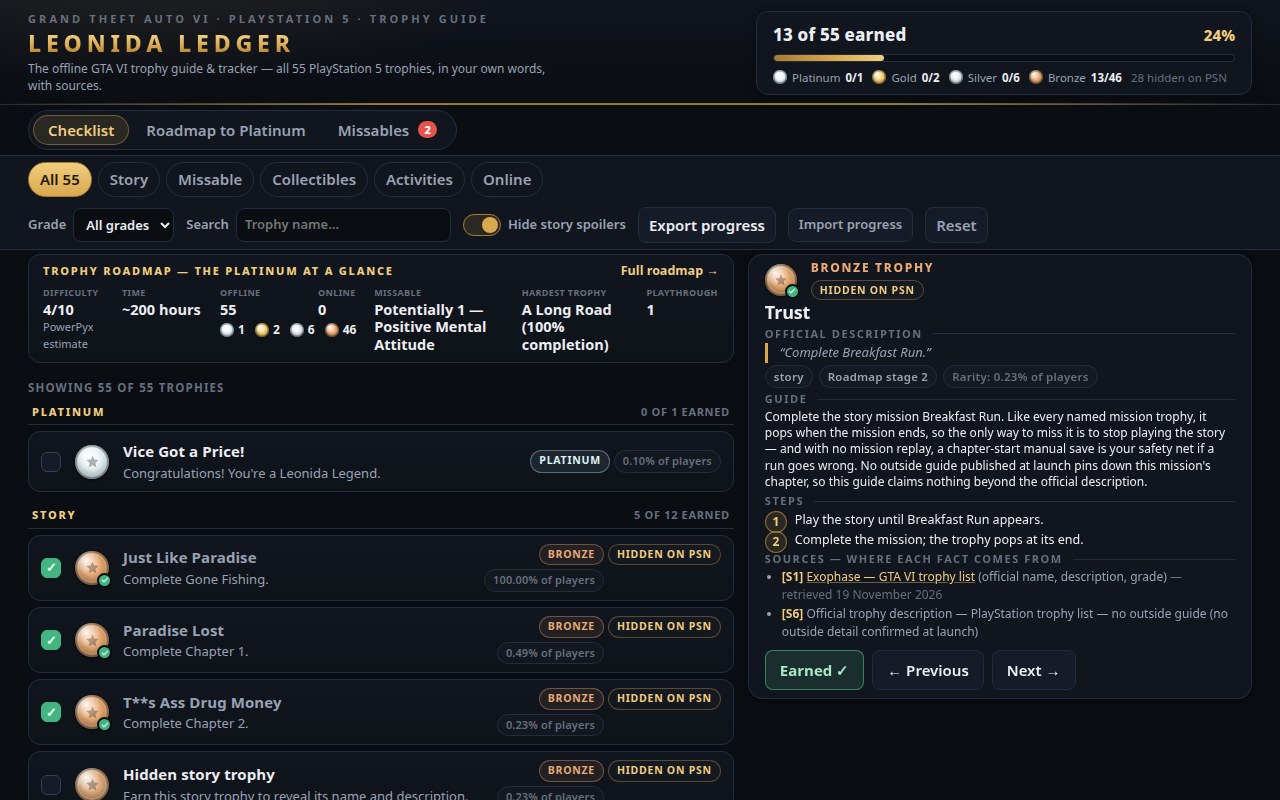 GRAND THEFT AUTO VI · PLAYSTATION 5 · TROPHY GUIDE
LEONIDA LEDGER
The offline GTA VI trophy guide & tracker — all 55 PlayStation 5 trophies, in your own words,
with sources.
13 of 55 earned
24%
Platinum 0/1 Gold 0/2 Silver 0/6 Bronze 13/46 28 hidden on PSN
Checklist
Roadmap to Platinum
Missables 2
All 55
Story
Missable
Collectibles
Activities
Online
Grade
All grades
Search
Trophy name...
Hide story spoilers
Export progress
Import progress
Reset
TROPHY ROADMAP — THE PLATINUM AT A GLANCE
Full roadmap →
DIFFICULTY
4/10
PowerPyx
estimate
TIME
~200 hours
OFFLINE
55
1 2 6 46
ONLINE
0
MISSABLE
Potentially 1 —
Positive Mental
Attitude
HARDEST TROPHY
A Long Road
(100%
completion)
PLAYTHROUGH
1
SHOWING 55 OF 55 TROPHIES
PLATINUM
0 OF 1 EARNED
Vice Got a Price!
Congratulations! You're a Leonida Legend.
PLATINUM
0.10% of players
STORY
5 OF 12 EARNED
Just Like Paradise
Complete Gone Fishing.
BRONZE
HIDDEN ON PSN
100.00% of players
Paradise Lost
Complete Chapter 1.
BRONZE
HIDDEN ON PSN
0.49% of players
T**s Ass Drug Money
Complete Chapter 2.
BRONZE
HIDDEN ON PSN
0.23% of players
Hidden story trophy
Earn this story trophy to reveal its name and description.
BRONZE
HIDDEN ON PSN
0.23% of players
BRONZE TROPHY
HIDDEN ON PSN
Trust
OFFICIAL DESCRIPTION
“Complete Breakfast Run.”
story
Roadmap stage 2
Rarity: 0.23% of players
GUIDE
Complete the story mission Breakfast Run. Like every named mission trophy, it
pops when the mission ends, so the only way to miss it is to stop playing the story
— and with no mission replay, a chapter-start manual save is your safety net if a
run goes wrong. No outside guide published at launch pins down this mission's
chapter, so this guide claims nothing beyond the official description.
STEPS
1 Play the story until Breakfast Run appears.
2 Complete the mission; the trophy pops at its end.
SOURCES — WHERE EACH FACT COMES FROM
• [S1] Exophase — GTA VI trophy list (official name, description, grade) —
retrieved 19 November 2026
• [S6] Official trophy description — PlayStation trophy list — no outside guide (no
outside detail confirmed at launch)
Earned ✓
← Previous
Next →